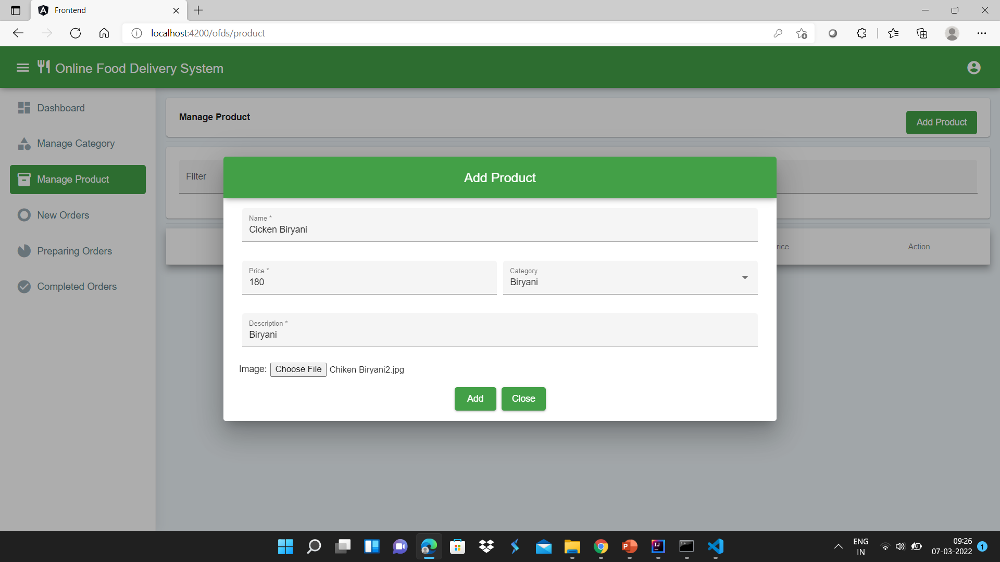 Frontend
localhost:4200/ofds/product
Online Food Delivery System
Dashboard
Manage Category
Manage Product
New Orders
Preparing Orders
Completed Orders
Manage Product
Add Product
Filter
rice
Action
Add Product
Name *
Cicken Biryani
Price *
180
Category
Biryani
Description *
Biryani
Image: Choose File Chiken Biryani2.jpg
Add
Close
ENG
IN
09:26
07-03-2022
1